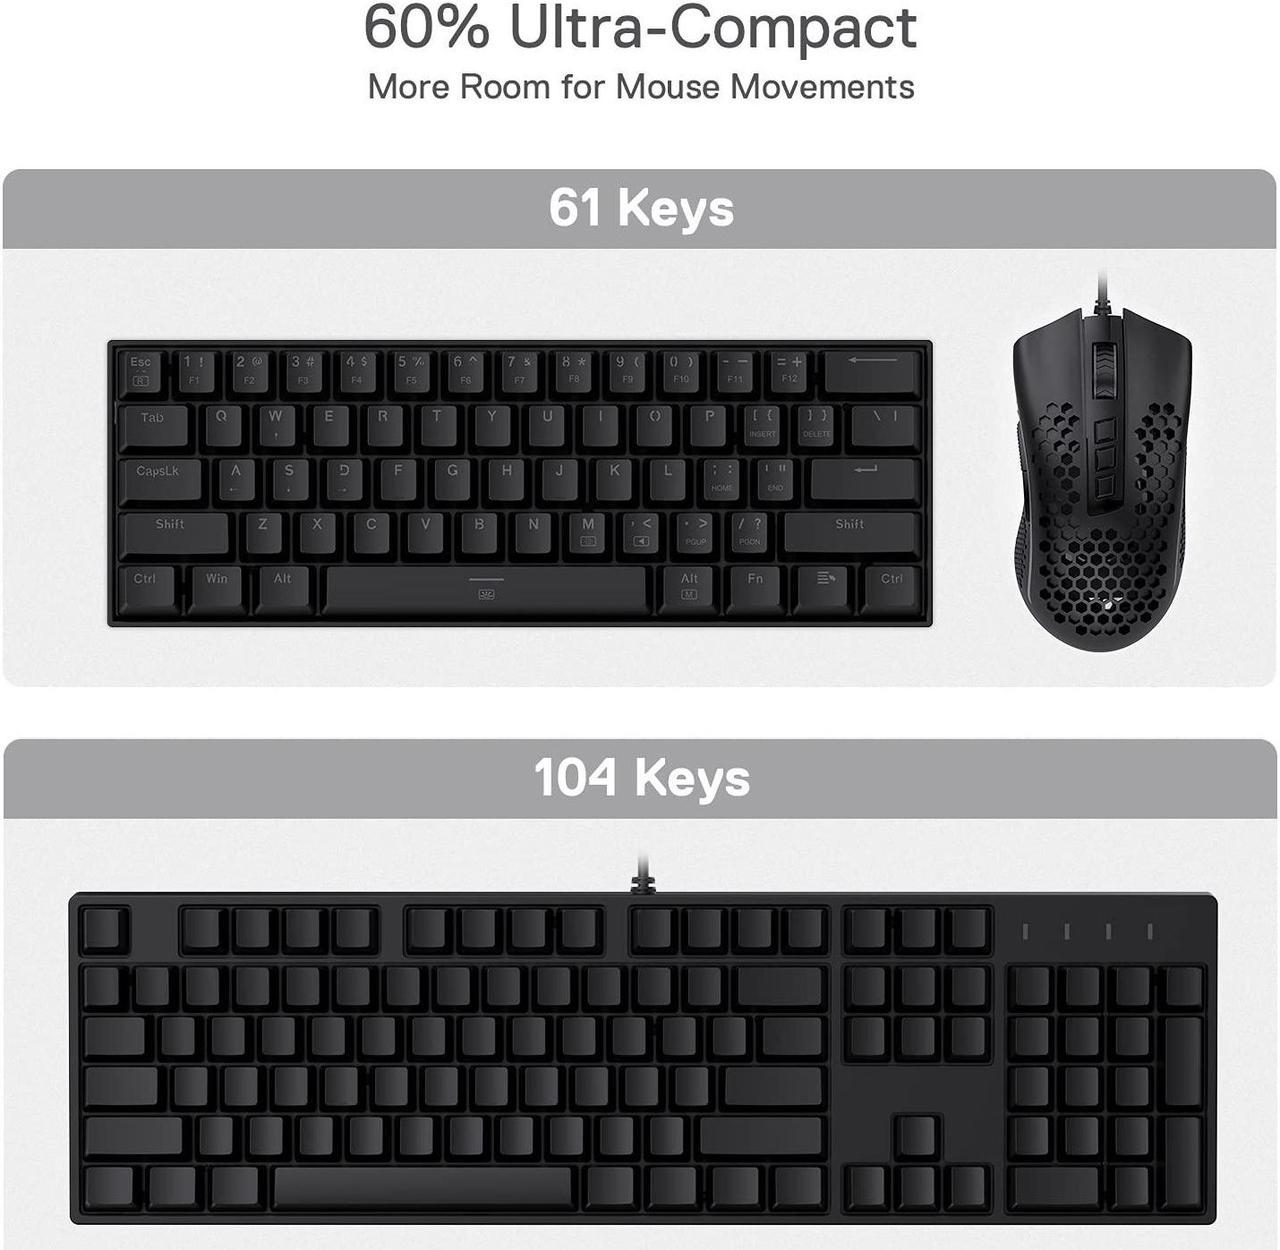 60% Ultra-Compact
More Room for Mouse Movements
61 Keys
Esc 1 ! 2 @ 3 # 4 $ 5 % 6 ^ 7 & 8 * 9 ( 0 ) - - = +
R F1 F2 F3 F4 F5 F6 F7 F8 F9 F10 F11 F12
Tab Q W E R T Y U I O P [ { ] } \ |
INSERT DELETE
CapsLk A S D F G H J K L ; : ' "
HOME END
Shift Z X C V B N M , < . > / ? Shift
PGUP PGDN
Ctrl Win Alt Alt Fn Ctrl
M
104 Keys